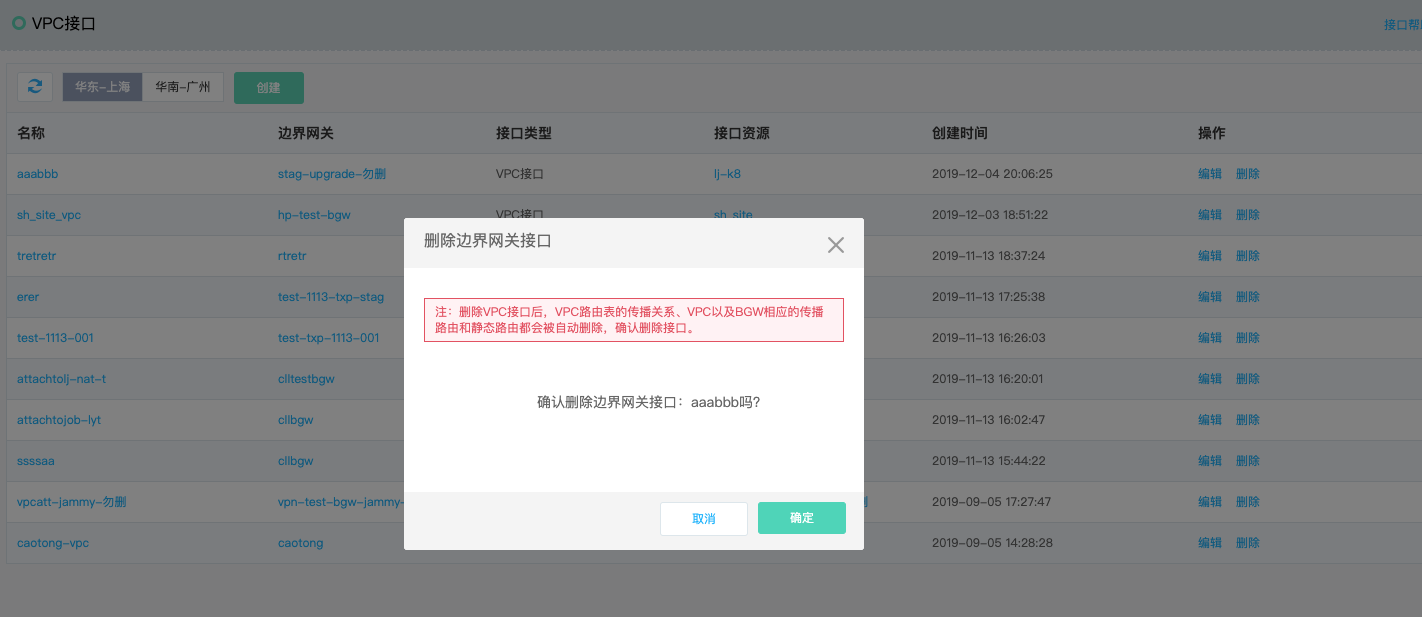 VPC接口
接口帮
华东-上海 华南-广州 创建
名称 边界网关 接口类型 接口资源 创建时间 操作
aaabbb stag-upgrade-勿删 VPC接口 lj-k8 2019-12-04 20:06:25 编辑 删除
sh_site_vpc hp-test-bgw VPC接口 sh_site 2019-12-03 18:51:22 编辑 删除
tretretr rtretr 2019-11-13 18:37:24 编辑 删除
erer test-1113-txp-stag 2019-11-13 17:25:38 编辑 删除
test-1113-001 test-txp-1113-001 2019-11-13 16:26:03 编辑 删除
attachtolj-nat-t clltestbgw 2019-11-13 16:20:01 编辑 删除
attachtojob-lyt cllbgw 2019-11-13 16:02:47 编辑 删除
ssssaa cllbgw 2019-11-13 15:44:22 编辑 删除
vpcatt-jammy-勿删 vpn-test-bgw-jammy- 2019-09-05 17:27:47 编辑 删除
caotong-vpc caotong 2019-09-05 14:28:28 编辑 删除
删除边界网关接口
注：删除VPC接口后，VPC路由表的传播关系、VPC以及BGW相应的传播
路由和静态路由都会被自动删除，确认删除接口。
确认删除边界网关接口：aaabbb吗?
取消 确定